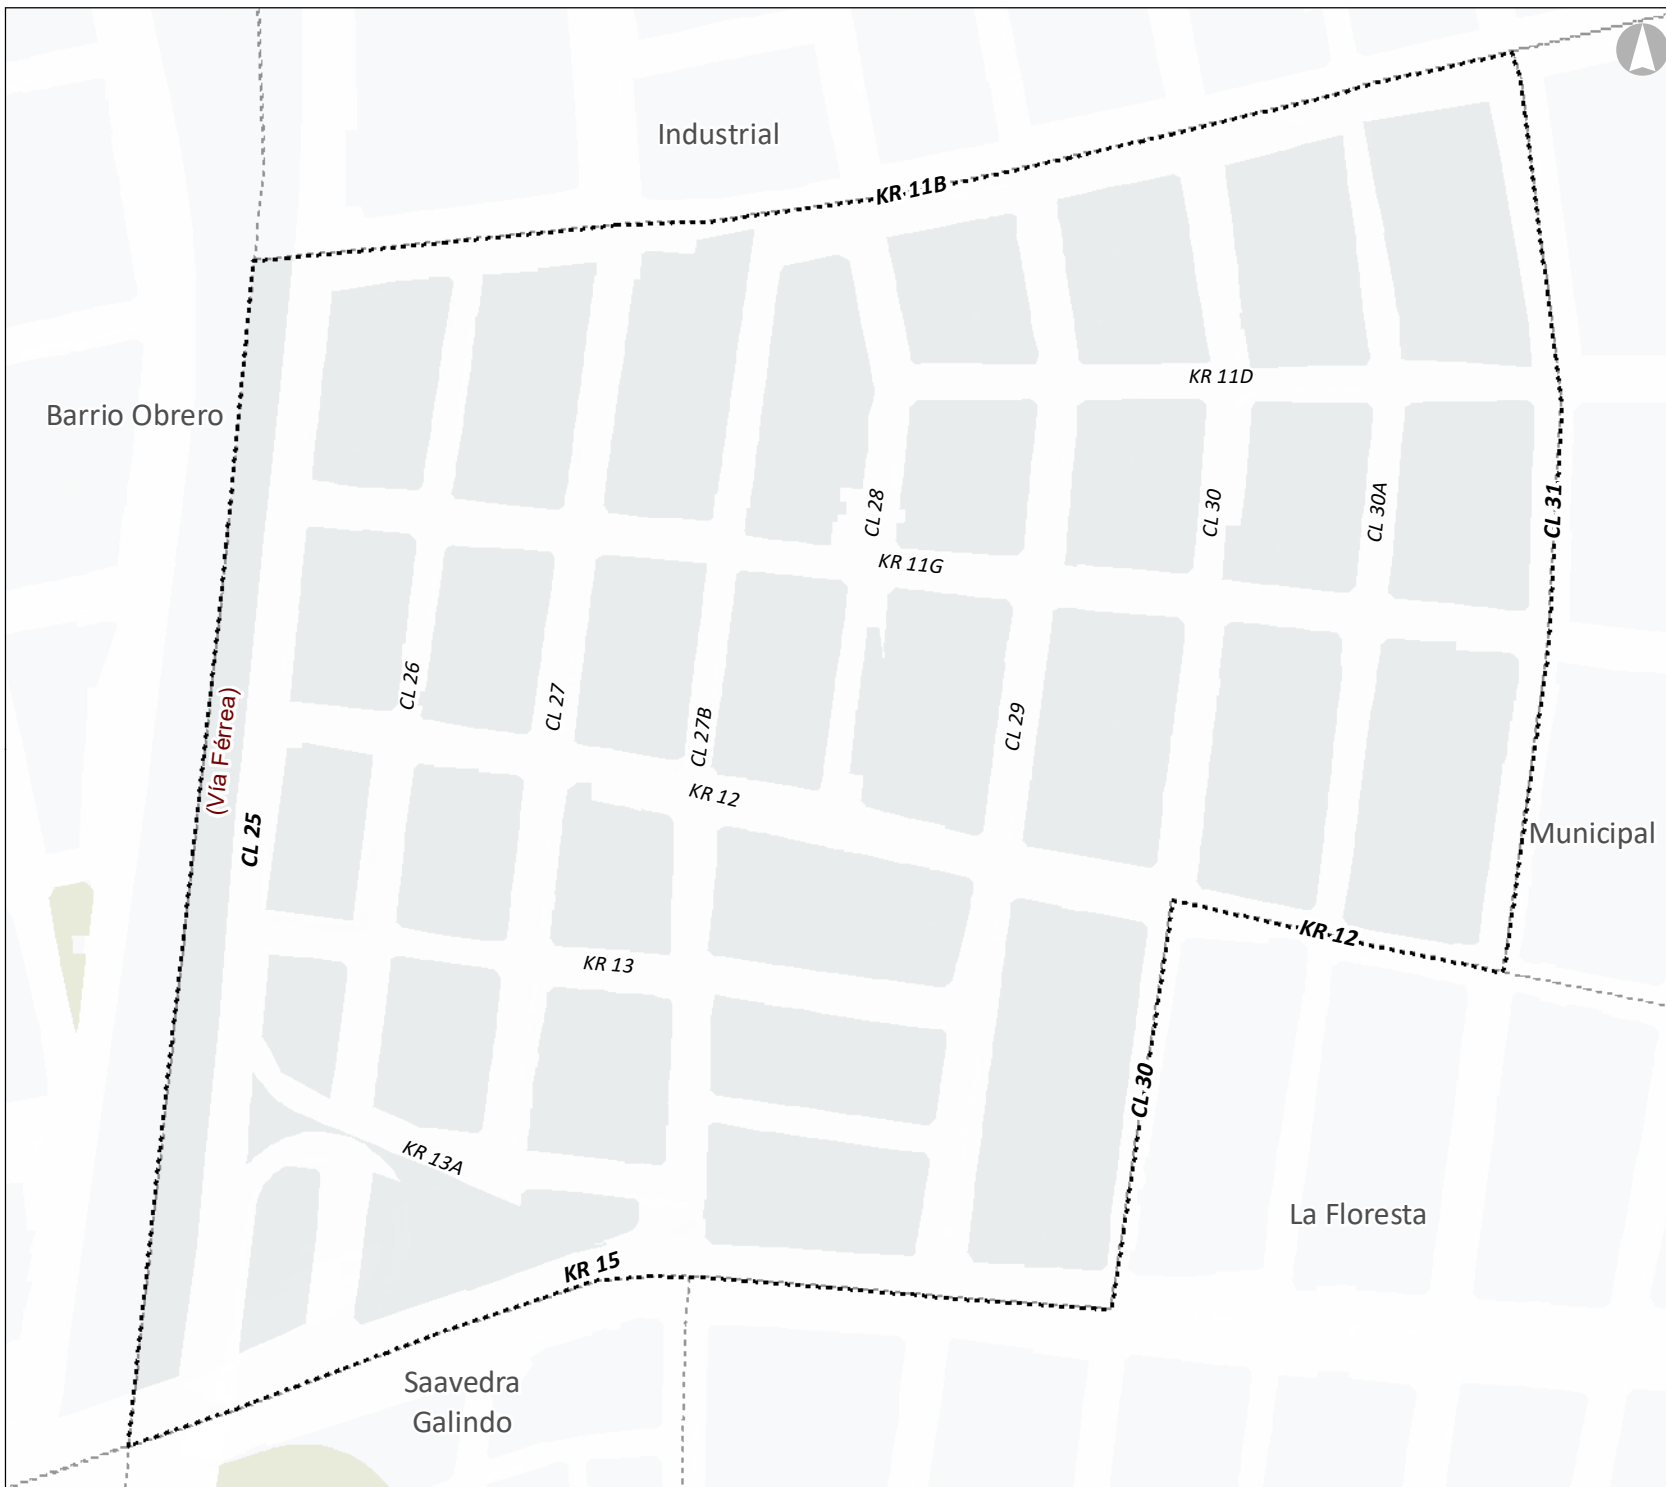 Industrial
KR 11B
KR 11D
Barrio Obrero
CL 28
CL 30
CL 30A
CL 31
KR 11G
CL 26
CL 27
CL 27B
CL 29
(Vía Férrea)
CL 25
KR 12
Municipal
KR 12
KR 13
CL 30
KR 13A
La Floresta
KR 15
Saavedra
Galindo